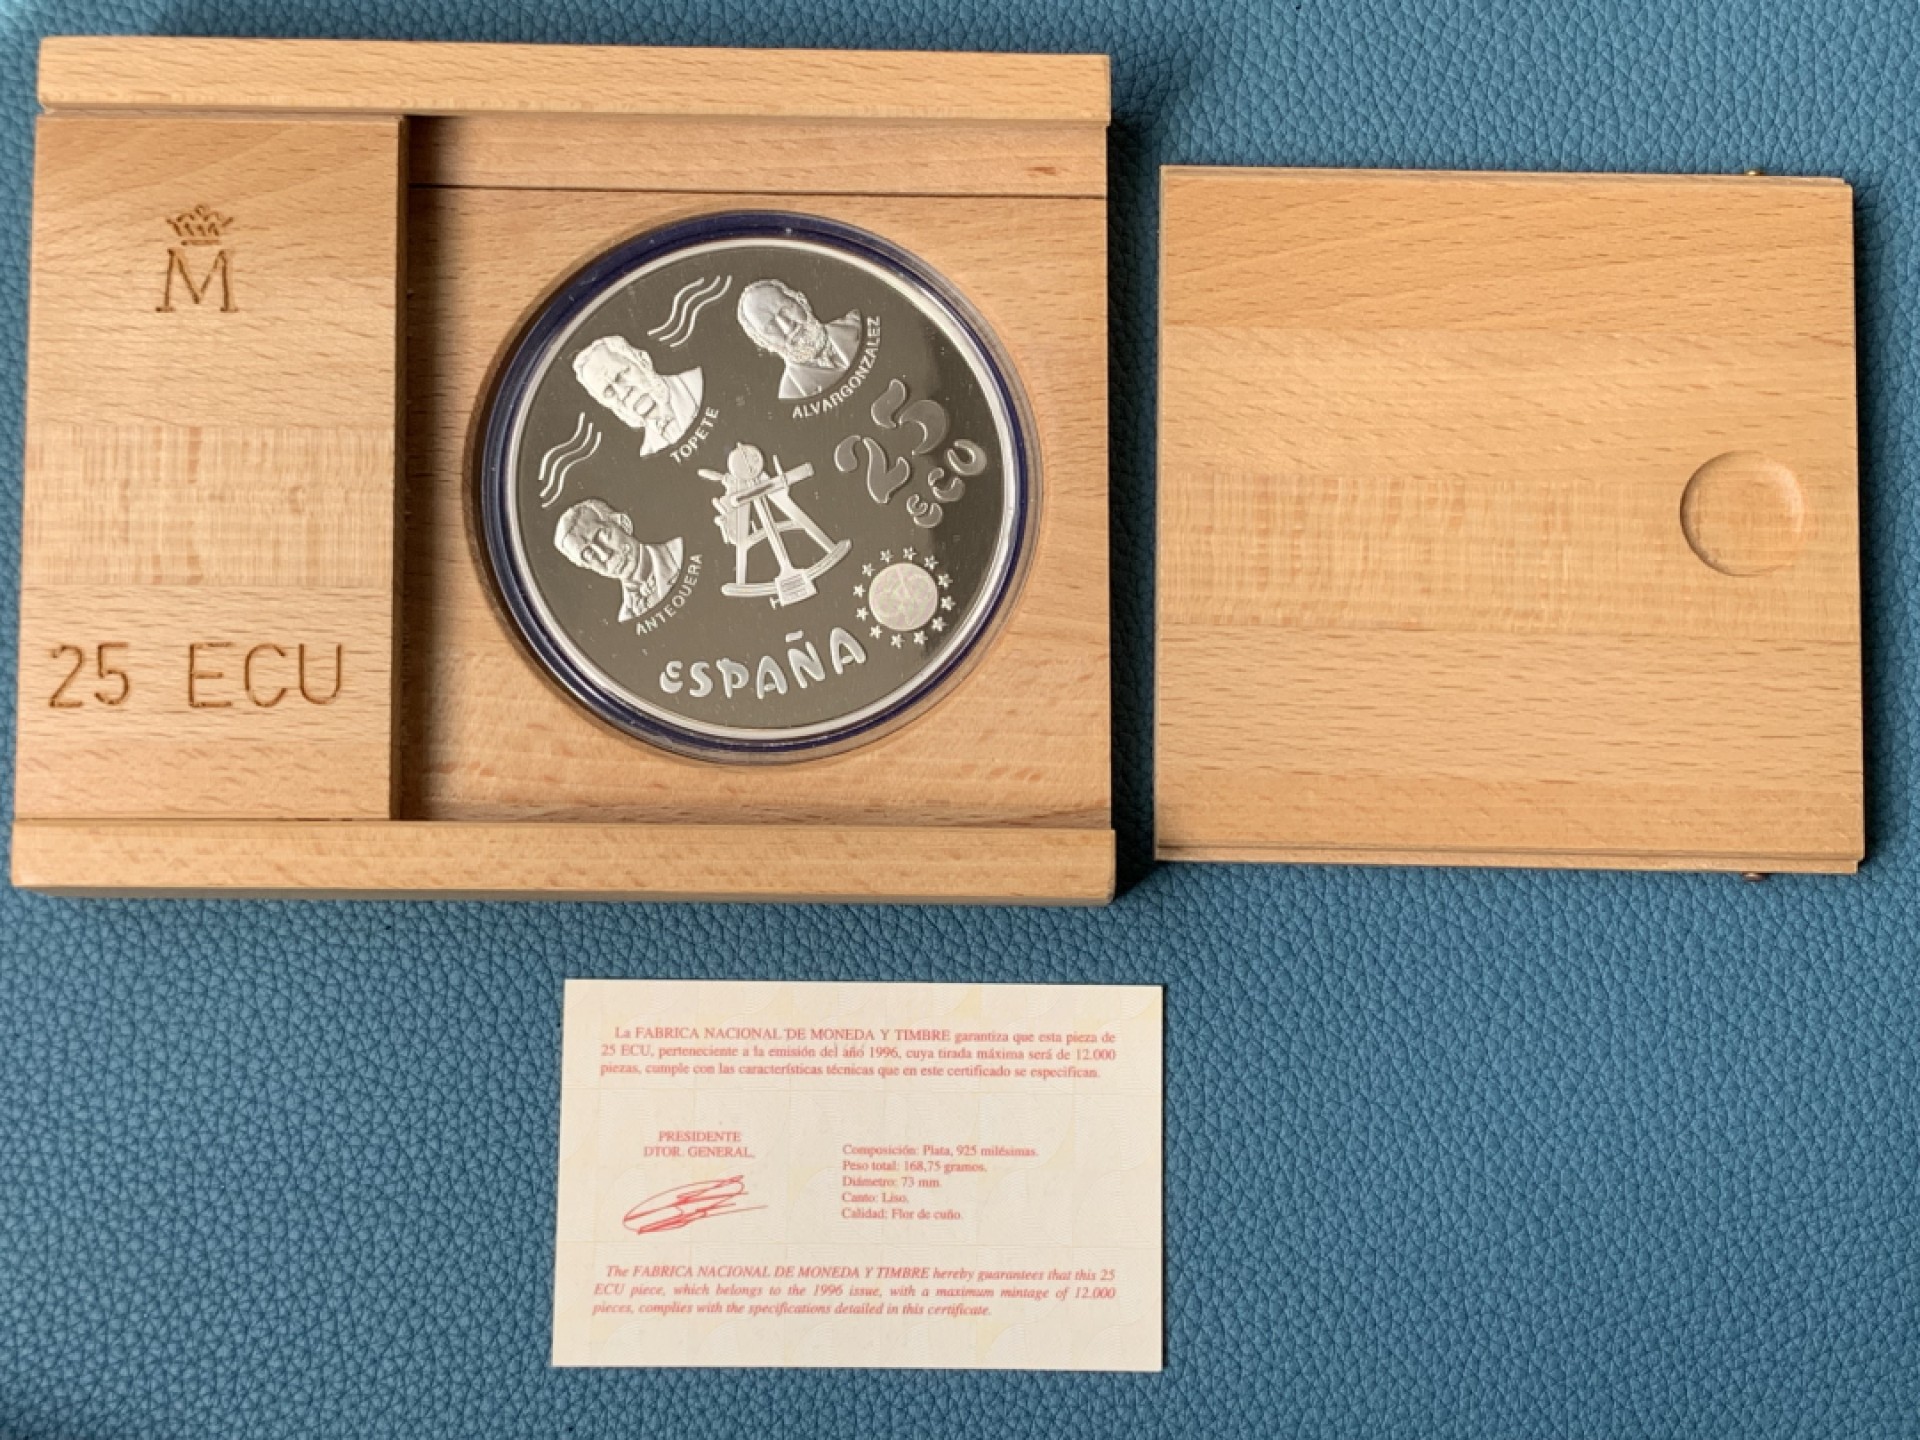 M
25 ECU
ALVARGONZALEZ
TOPETE
25
ECU
ANTEQUERA
ESPAÑA
La FABRICA NACIONAL DE MONEDA Y TIMBRE garantiza que esta pieza de
25 ECU, perteneciente a la emisión del año 1996, cuya tirada máxima será de 12.000
piezas, cumple con las características técnicas que en este certificado se especifican.
PRESIDENTE
DTOR. GENERAL,
Composición: Plata, 925 milésimas.
Peso total: 168,75 gramos.
Diámetro: 73 mm.
Canto: Liso.
Calidad: Flor de cuño.
The FABRICA NACIONAL DE MONEDA Y TIMBRE hereby guarantees that this 25
ECU piece, which belongs to the 1996 issue, with a maximum mintage of 12.000
pieces, complies with the specifications detailed in this certificate.